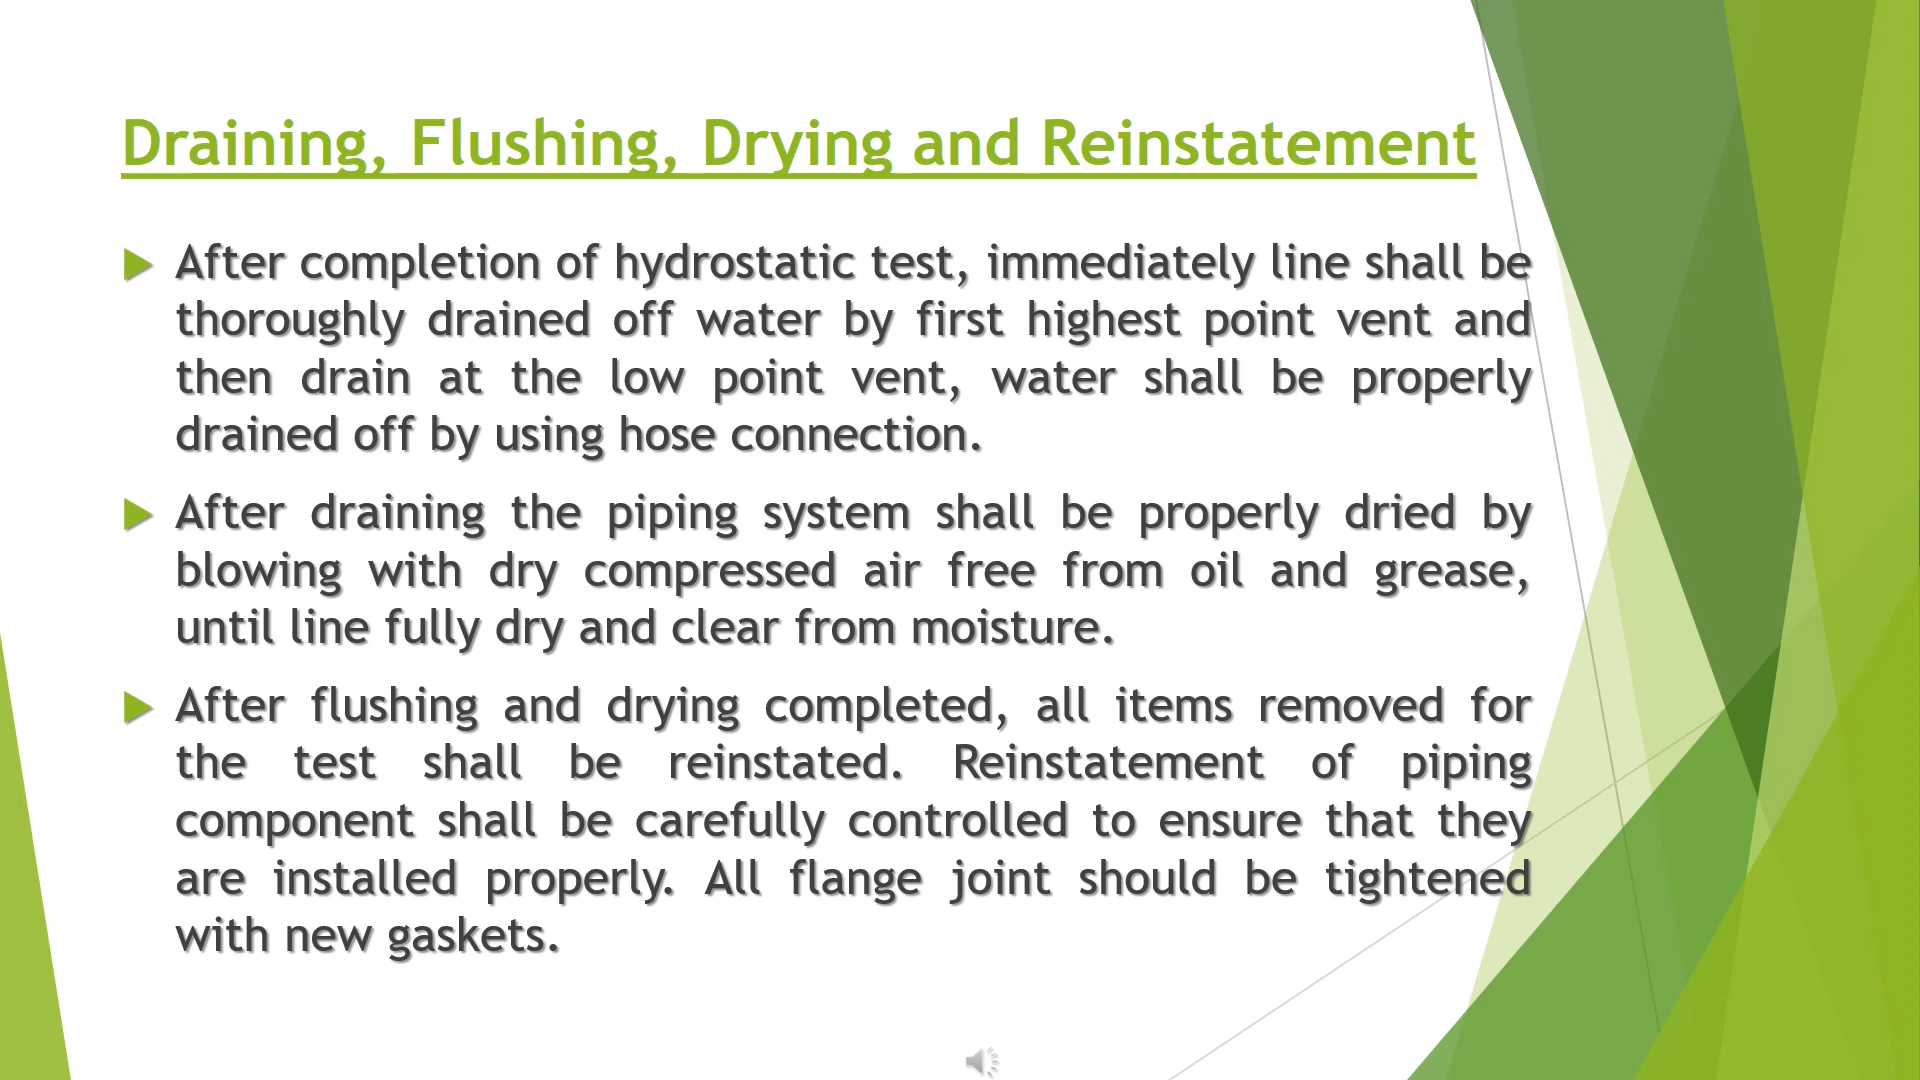 Draining, Flushing, Drying and Reinstatement
After completion of hydrostatic test, immediately line shall be
thoroughly drained off water by first highest point vent and
then drain at the low point vent, water shall be properly
drained off by using hose connection.
After draining the piping system shall be properly dried by
blowing with dry compressed air free from oil and grease,
until line fully dry and clear from moisture.
After flushing and drying completed, all items removed for
the test shall be reinstated. Reinstatement of piping
component shall be carefully controlled to ensure that they
are installed properly. All flange joint should be tightened
with new gaskets.